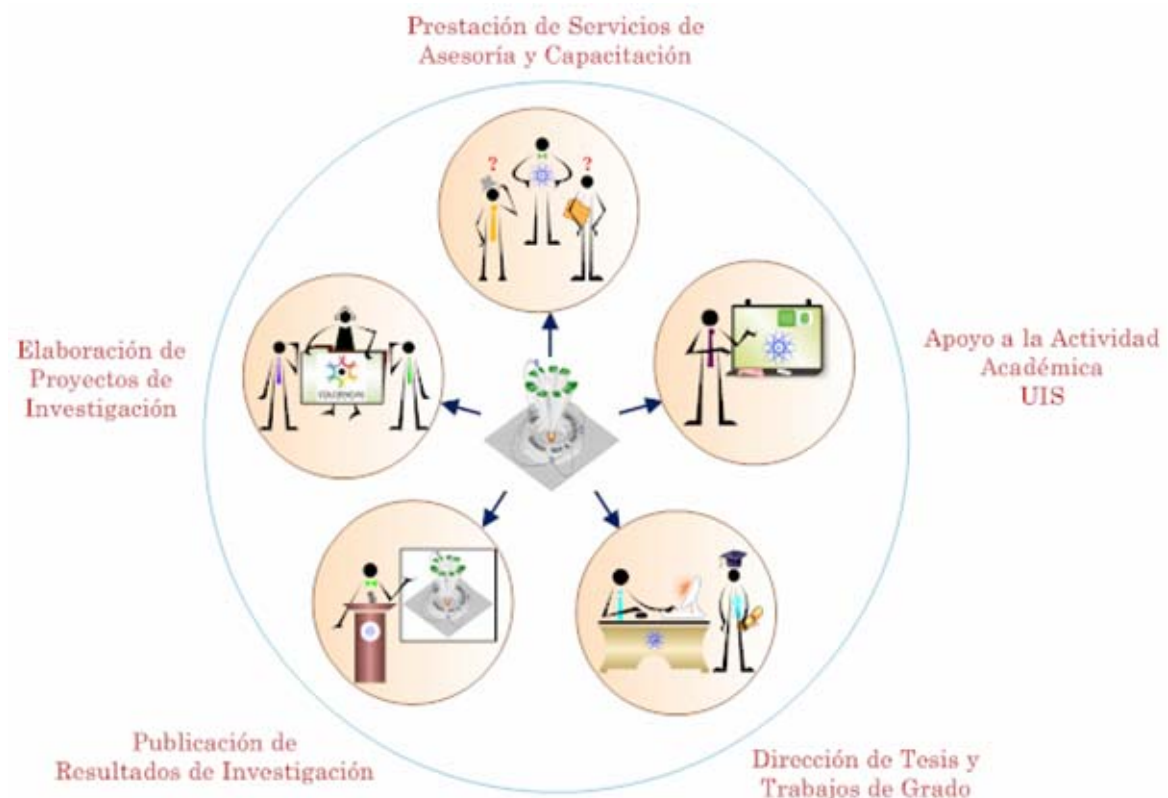 Prestación de Servicios de
Asesoría y Capacitación
? ?
Elaboración de
Proyectos de
Investigación
COLCIENCIAS
Apoyo a la Actividad
Académica
UIS
Publicación de
Resultados de Investigación
Dirección de Tesis y
Trabajos de Grado